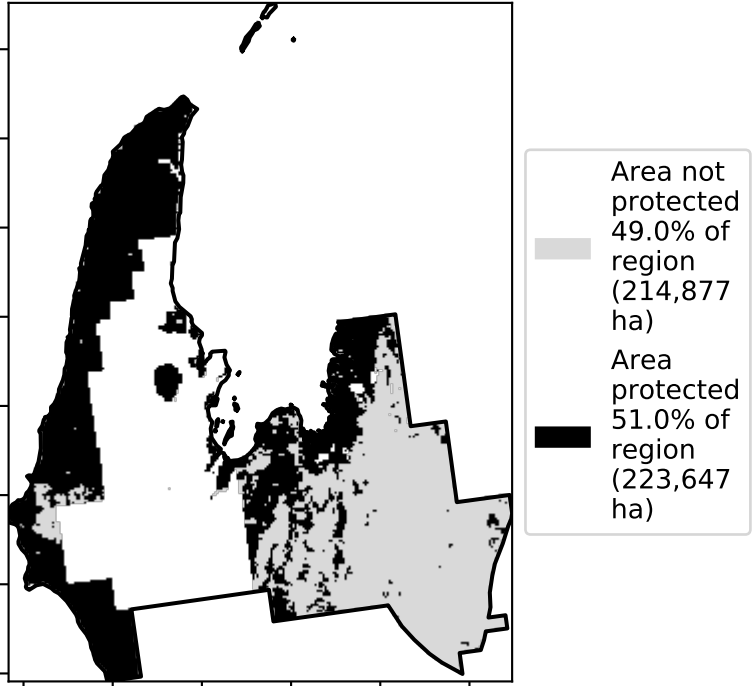 Area not
protected
49.0% of
region
(214,877
ha)
Area
protected
51.0% of
region
(223,647
ha)